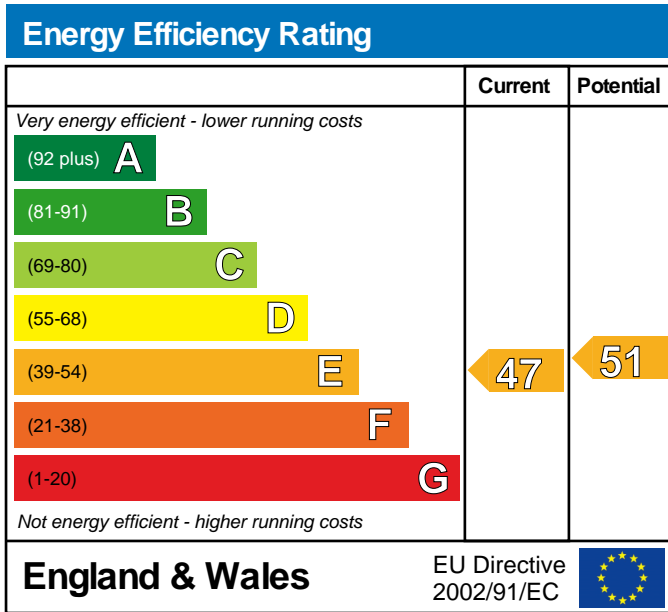 Energy Efficiency Rating
Current Potential
Very energy efficient - lower running costs
(92 plus) A
(81-91) B
(69-80) C
(55-68) D
(39-54) E 47 51
(21-38) F
(1-20) G
Not energy efficient - higher running costs
England & Wales
EU Directive
2002/91/EC